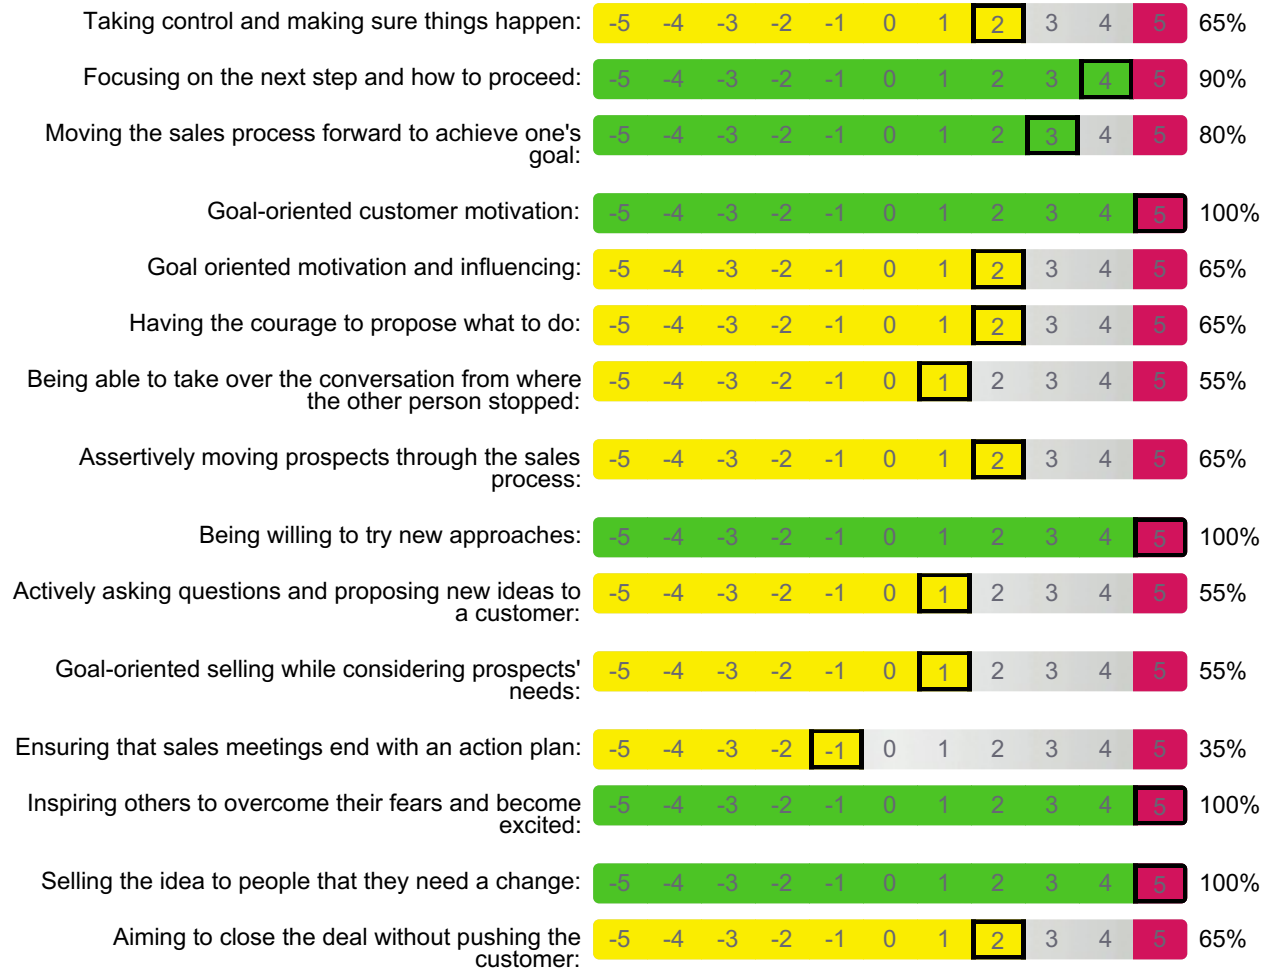 Taking control and making sure things happen: -5 -4 -3 -2 -1 0 1 2 3 4 5 65%
Focusing on the next step and how to proceed: -5 -4 -3 -2 -1 0 1 2 3 4 5 90%
Moving the sales process forward to achieve one's
goal: -5 -4 -3 -2 -1 0 1 2 3 4 5 80%
Goal-oriented customer motivation: -5 -4 -3 -2 -1 0 1 2 3 4 5 100%
Goal oriented motivation and influencing: -5 -4 -3 -2 -1 0 1 2 3 4 5 65%
Having the courage to propose what to do: -5 -4 -3 -2 -1 0 1 2 3 4 5 65%
Being able to take over the conversation from where
the other person stopped: -5 -4 -3 -2 -1 0 1 2 3 4 5 55%
Assertively moving prospects through the sales
process: -5 -4 -3 -2 -1 0 1 2 3 4 5 65%
Being willing to try new approaches: -5 -4 -3 -2 -1 0 1 2 3 4 5 100%
Actively asking questions and proposing new ideas to
a customer: -5 -4 -3 -2 -1 0 1 2 3 4 5 55%
Goal-oriented selling while considering prospects'
needs: -5 -4 -3 -2 -1 0 1 2 3 4 5 55%
Ensuring that sales meetings end with an action plan: -5 -4 -3 -2 -1 0 1 2 3 4 5 35%
Inspiring others to overcome their fears and become
excited: -5 -4 -3 -2 -1 0 1 2 3 4 5 100%
Selling the idea to people that they need a change: -5 -4 -3 -2 -1 0 1 2 3 4 5 100%
Aiming to close the deal without pushing the
customer: -5 -4 -3 -2 -1 0 1 2 3 4 5 65%